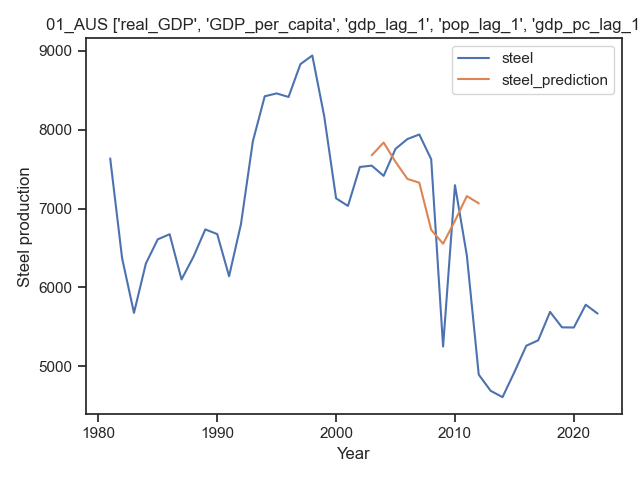 01_AUS ['real_GDP', 'GDP_per_capita', 'gdp_lag_1', 'pop_lag_1', 'gdp_pc_lag_1
steel
steel_prediction
9000
8000
7000
6000
5000
Steel production
1980
1990
2000
2010
2020
Year